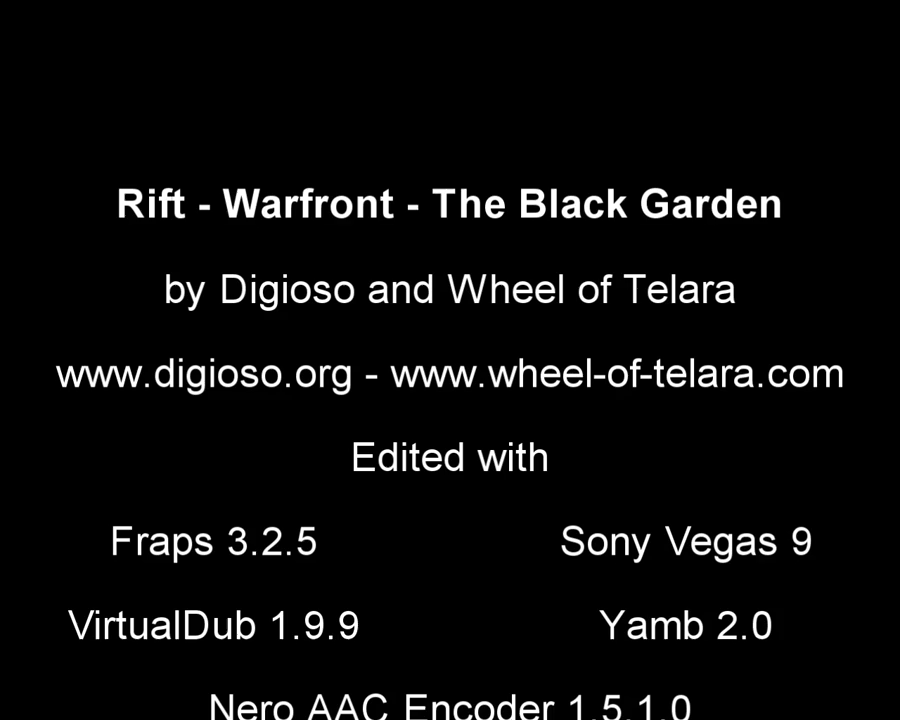 Rift - Warfront - The Black Garden
by Digioso and Wheel of Telara
www.digioso.org - www.wheel-of-telara.com
Edited with
Fraps 3.2.5 Sony Vegas 9
VirtualDub 1.9.9 Yamb 2.0
Nero AAC Encoder 1.5.1.0